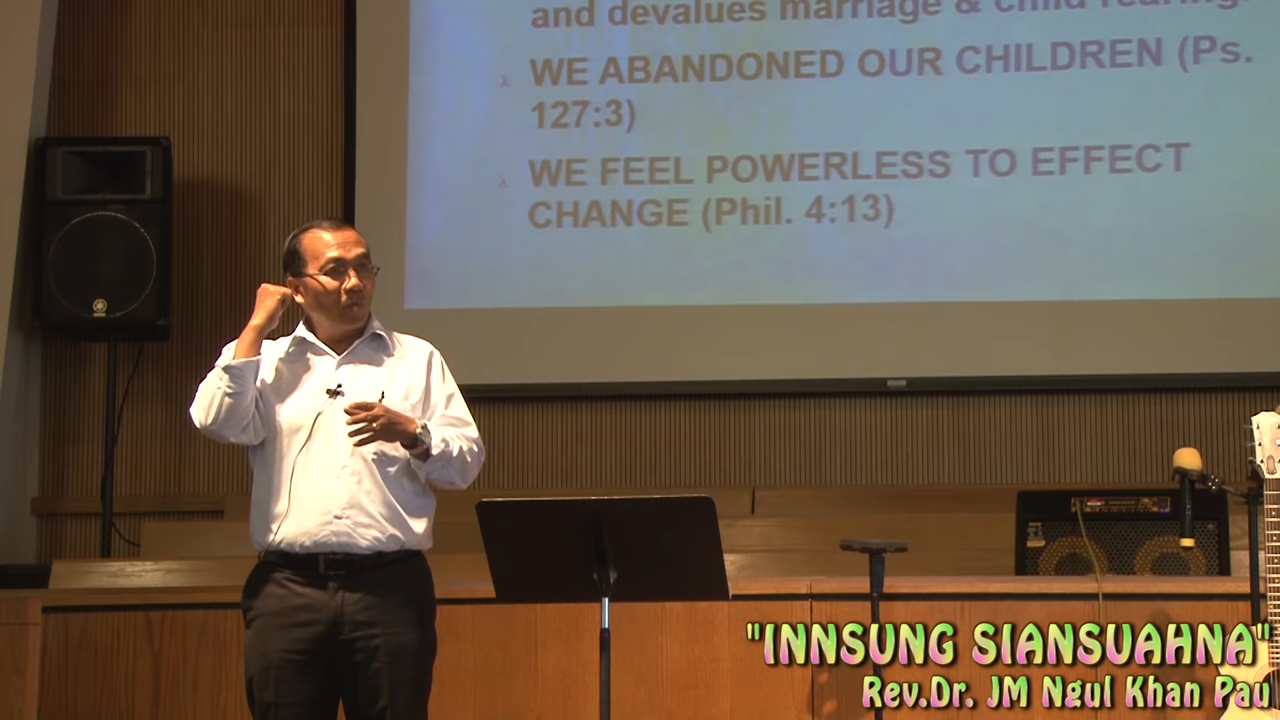 and devalues marriage & child rearing.
WE ABANDONED OUR CHILDREN (Ps.
127:3)
WE FEEL POWERLESS TO EFFECT
CHANGE (Phil. 4:13)
"INNSUNG SIANSUAHNA"
Rev.Dr. JM Ngul Khan Pau